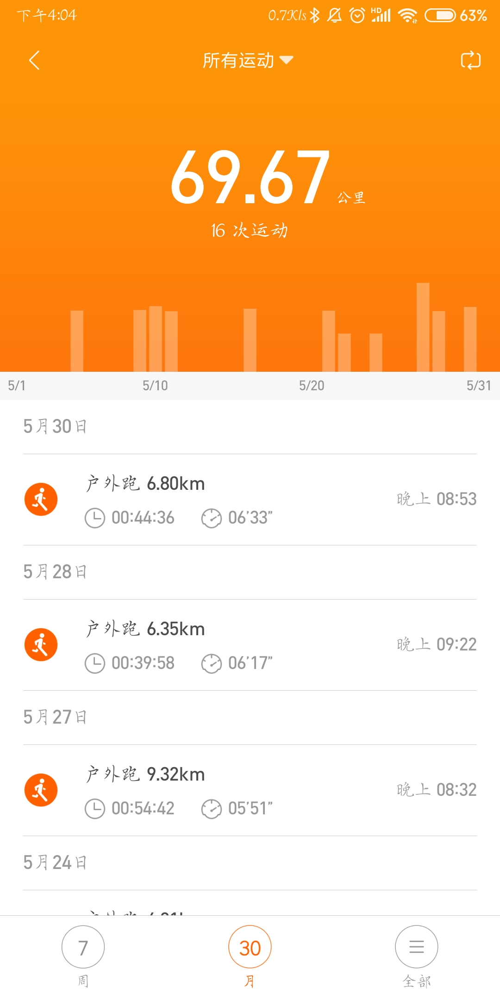 下午4:04 0.7K/s HD 63%
所有运动
69.67 公里
16 次运动
5/1 5/10 5/20 5/31
5月30日
户外跑 6.80km
晚上 08:53
00:44:36 06'33"
5月28日
户外跑 6.35km
晚上 09:22
00:39:58 06'17"
5月27日
户外跑 9.32km
晚上 08:32
00:54:42 05'51"
5月24日
户外跑
7 30
周 月 全部